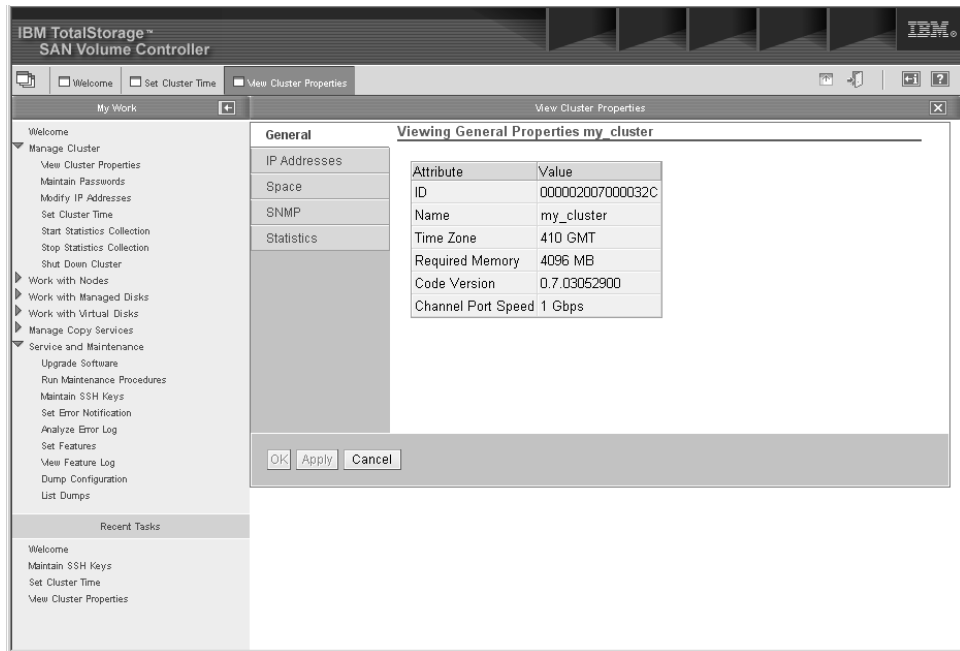 IBM TotalStorage™
SAN Volume Controller
IBM®
Welcome
Set Cluster Time
View Cluster Properties
My Work
View Cluster Properties
Welcome
Manage Cluster
View Cluster Properties
Maintain Passwords
Modify IP Addresses
Set Cluster Time
Start Statistics Collection
Stop Statistics Collection
Shut Down Cluster
Work with Nodes
Work with Managed Disks
Work with Virtual Disks
Manage Copy Services
Service and Maintenance
Upgrade Software
Run Maintenance Procedures
Maintain SSH Keys
Set Error Notification
Analyze Error Log
Set Features
View Feature Log
Dump Configuration
List Dumps
Recent Tasks
Welcome
Maintain SSH Keys
Set Cluster Time
View Cluster Properties
General
IP Addresses
Space
SNMP
Statistics
Viewing General Properties my_cluster
Attribute Value
ID 000002007000032C
Name my_cluster
Time Zone 410 GMT
Required Memory 4096 MB
Code Version 0.7.03052900
Channel Port Speed 1 Gbps
OK Apply Cancel